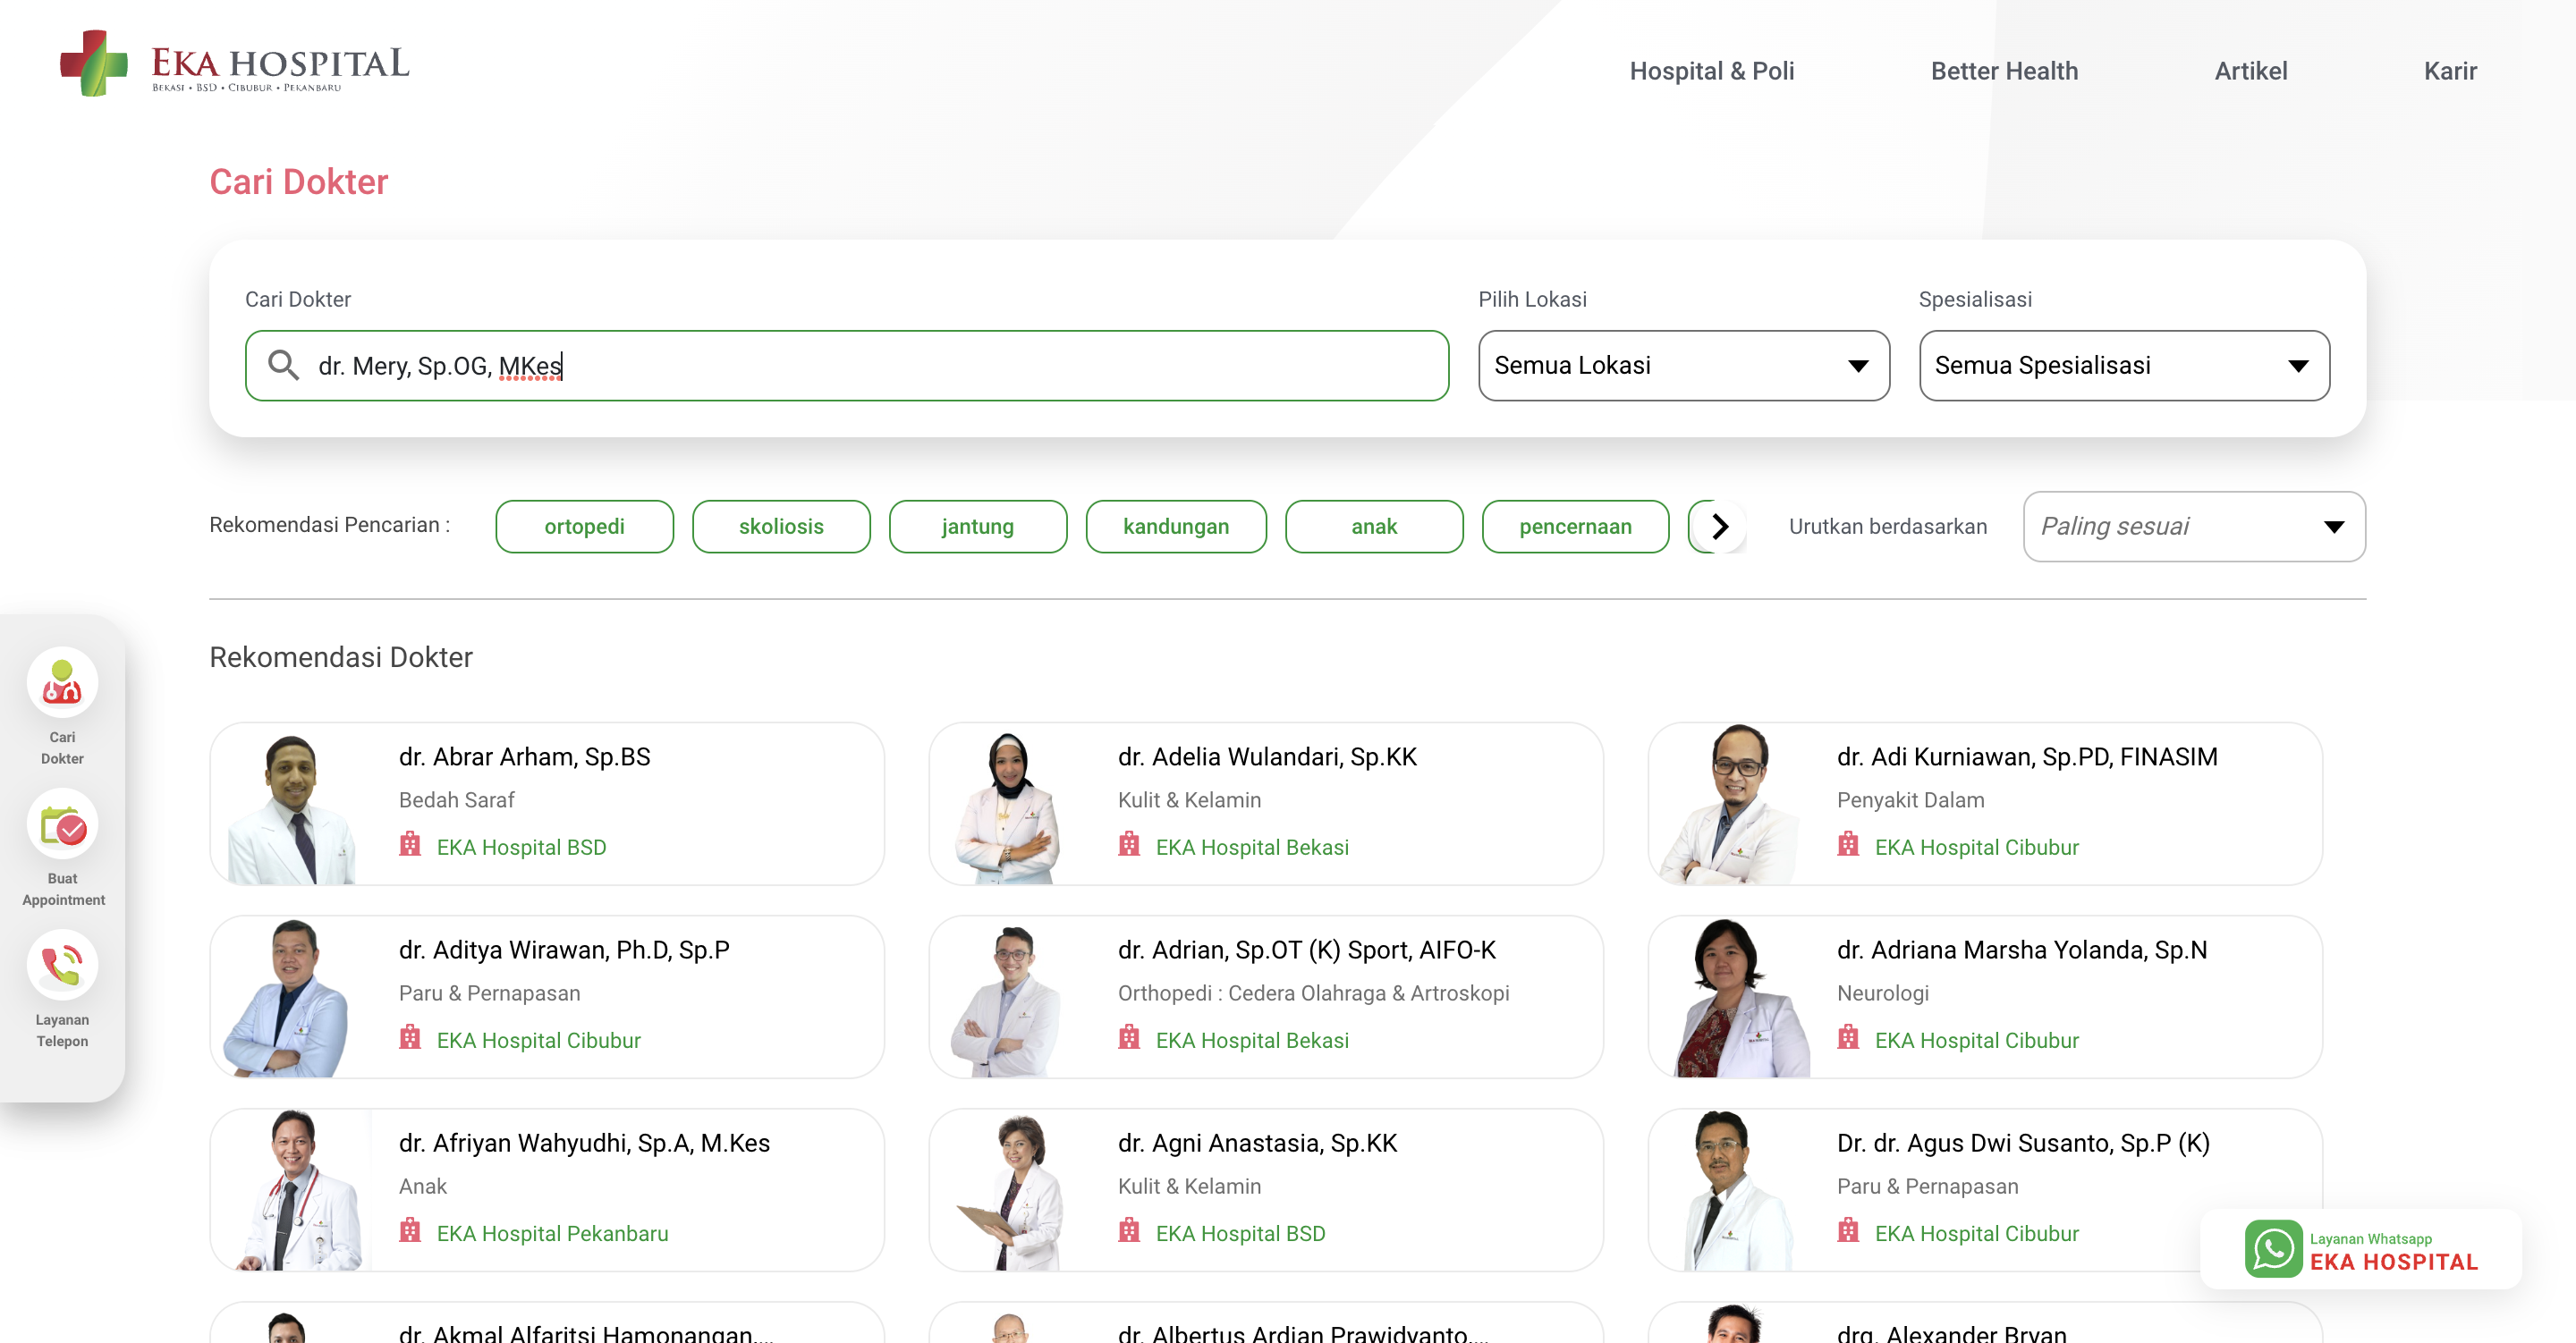 EKA HOSPITAL
BEKASI • BSD • CIBUBUR • PEKANBARU
Hospital & Poli
Better Health
Artikel
Karir
Cari Dokter
Cari Dokter
Pilih Lokasi
Spesialisasi
dr. Mery, Sp.OG, MKes
Semua Lokasi
Semua Spesialisasi
Rekomendasi Pencarian :
ortopedi
skoliosis
jantung
kandungan
anak
pencernaan
Urutkan berdasarkan
Paling sesuai
Cari
Dokter
Buat
Appointment
Layanan
Telepon
Rekomendasi Dokter
dr. Abrar Arham, Sp.BS
Bedah Saraf
EKA Hospital BSD
dr. Adelia Wulandari, Sp.KK
Kulit & Kelamin
EKA Hospital Bekasi
dr. Adi Kurniawan, Sp.PD, FINASIM
Penyakit Dalam
EKA Hospital Cibubur
dr. Aditya Wirawan, Ph.D, Sp.P
Paru & Pernapasan
EKA Hospital Cibubur
dr. Adrian, Sp.OT (K) Sport, AIFO-K
Orthopedi : Cedera Olahraga & Artroskopi
EKA Hospital Bekasi
dr. Adriana Marsha Yolanda, Sp.N
Neurologi
EKA Hospital Cibubur
dr. Afriyan Wahyudhi, Sp.A, M.Kes
Anak
EKA Hospital Pekanbaru
dr. Agni Anastasia, Sp.KK
Kulit & Kelamin
EKA Hospital BSD
Dr. dr. Agus Dwi Susanto, Sp.P (K)
Paru & Pernapasan
EKA Hospital Cibubur
Layanan Whatsapp
EKA HOSPITAL
dr. Akmal Alfaritsi Hamonangan,...
dr. Albertus Ardian Prawidyanto,...
drg. Alexander Bryan